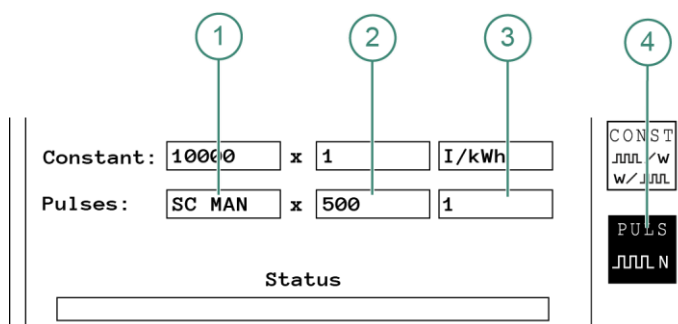 1 2 3 4
Constant: 10000 x 1 I/kWh
Pulses: SC MAN x 500 1
Status
CONST
/W
W/
PULS
N